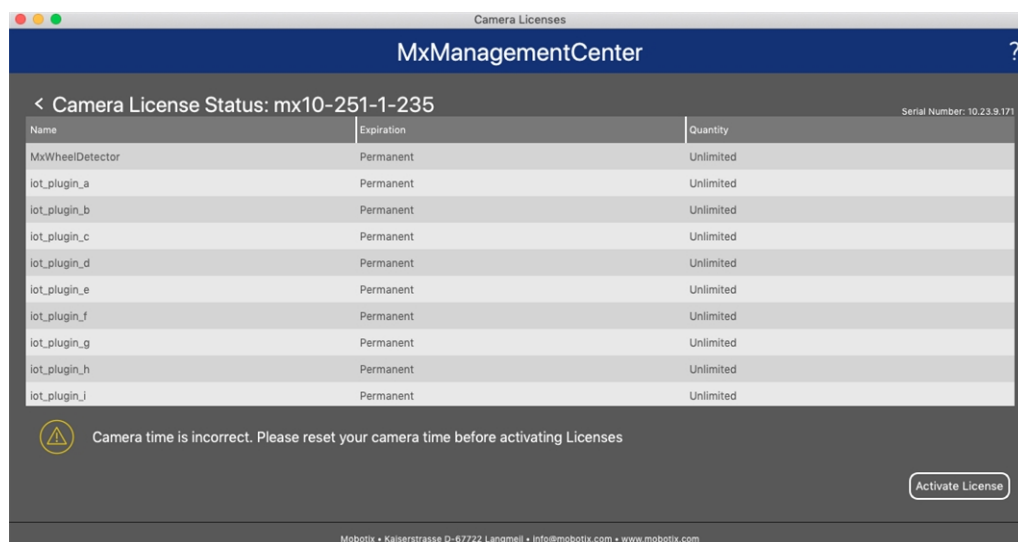 Camera Licenses
MxManagementCenter
?
< Camera License Status: mx10-251-1-235
Serial Number: 10.23.9.171
Name Expiration Quantity
MxWheelDetector Permanent Unlimited
iot_plugin_a Permanent Unlimited
iot_plugin_b Permanent Unlimited
iot_plugin_c Permanent Unlimited
iot_plugin_d Permanent Unlimited
iot_plugin_e Permanent Unlimited
iot_plugin_f Permanent Unlimited
iot_plugin_g Permanent Unlimited
iot_plugin_h Permanent Unlimited
iot_plugin_i Permanent Unlimited
Camera time is incorrect. Please reset your camera time before activating Licenses
Activate License
Mobotix • Kaiserstrasse D-67722 Langmeil • info@mobotix.com • www.mobotix.com